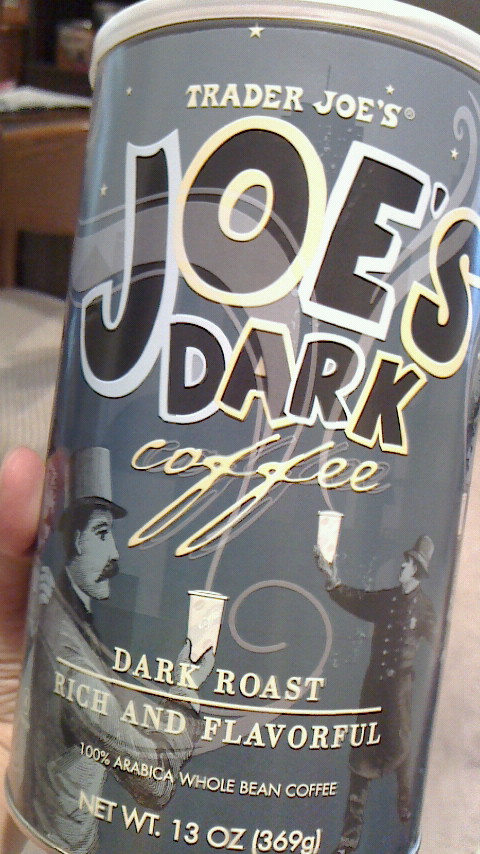 TRADER JOE'S®
JOE'S
DARK
coffee
DARK ROAST
RICH AND FLAVORFUL
100% ARABICA WHOLE BEAN COFFEE
NET WT. 13 OZ (369g)